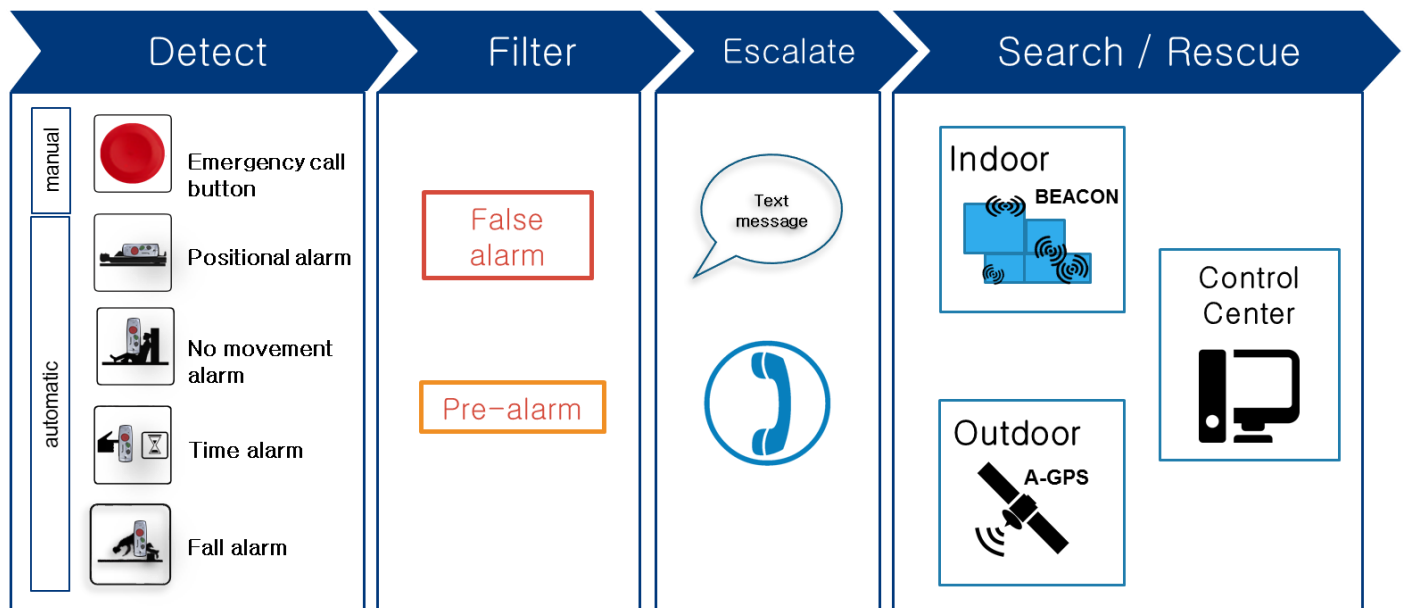 Detect
Filter
Escalate
Search / Rescue
manual
Emergency call
button
automatic
Positional alarm
No movement
alarm
Time alarm
Fall alarm
False
alarm
Pre-alarm
Text
message
Indoor
BEACON
Outdoor
A-GPS
Control
Center